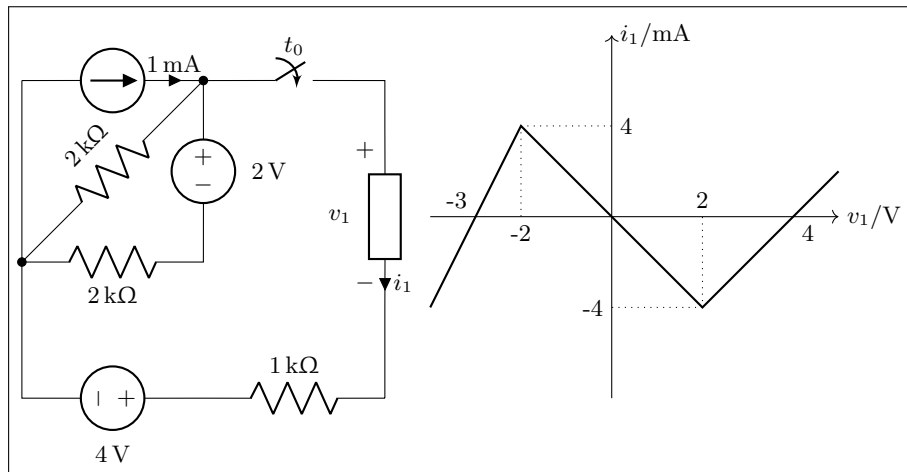 1 mA
t₀
i₁/mA
2 kΩ
+
−
2 V
4
+
v₁
−
i₁
-3
2
v₁/V
-2
4
2 kΩ
-4
1 kΩ
− +
4 V